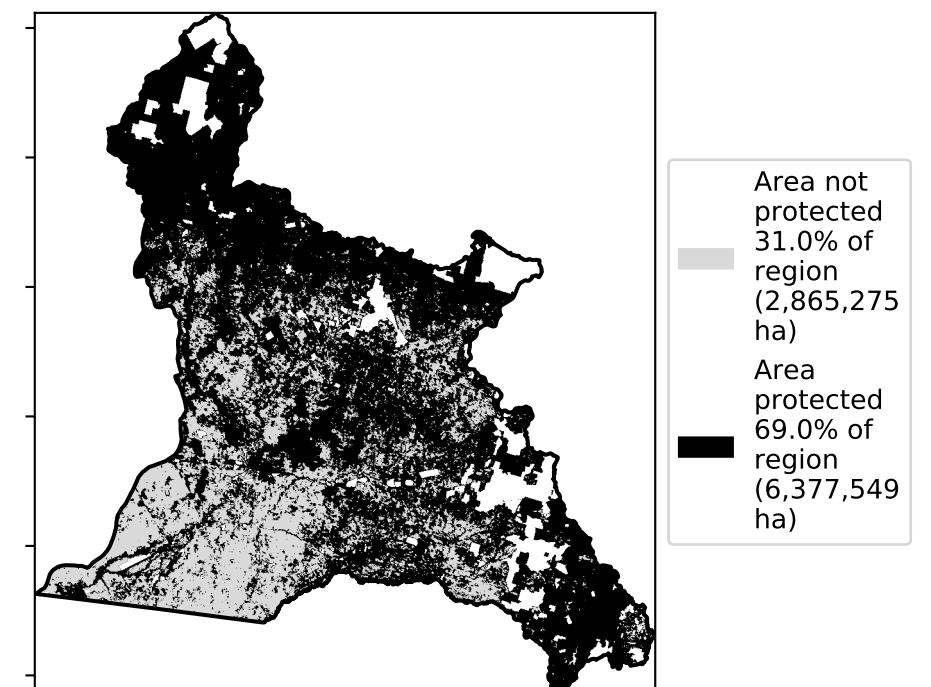 Area not
protected
31.0% of
region
(2,865,275
ha)
Area
protected
69.0% of
region
(6,377,549
ha)